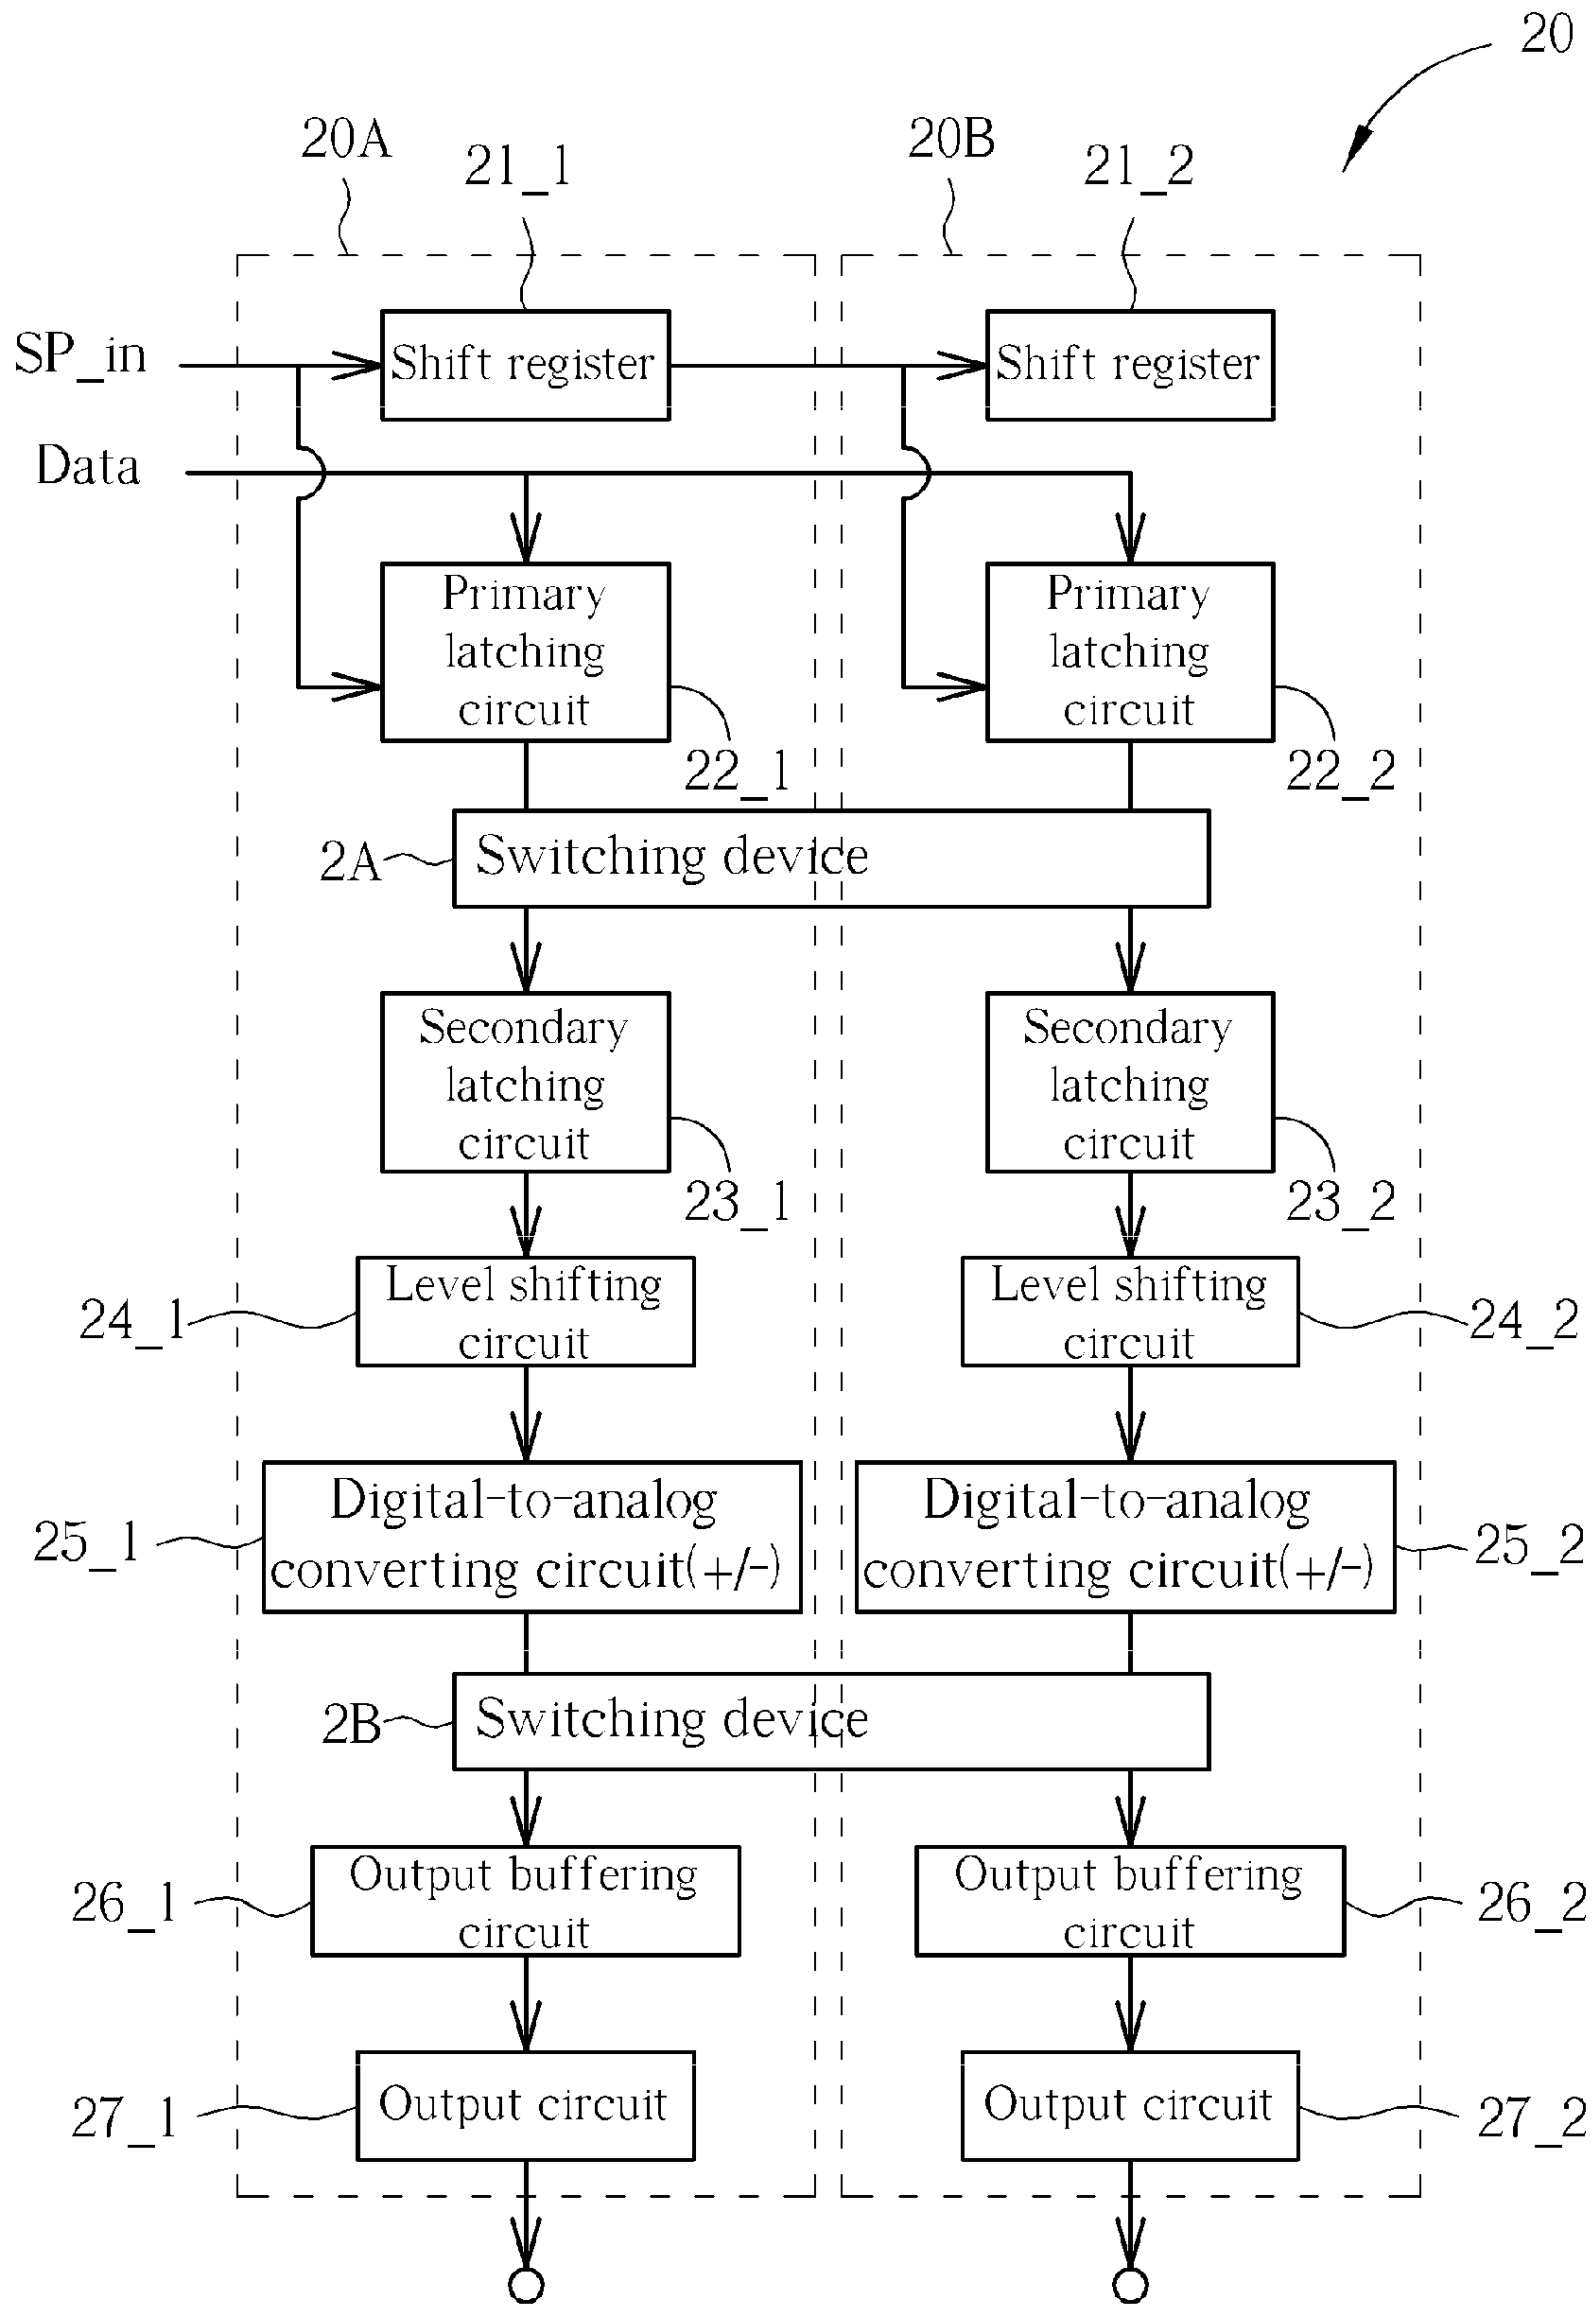 20
20A
20B
21_1
21_2
SP_in
Shift register
Shift register
Data
Primary
latching
circuit
Primary
latching
circuit
22_1
22_2
2A
Switching device
Secondary
latching
circuit
Secondary
latching
circuit
23_1
23_2
Level shifting
circuit
Level shifting
circuit
24_1
24_2
Digital-to-analog
converting circuit(+/-)
Digital-to-analog
converting circuit(+/-)
25_1
25_2
2B
Switching device
Output buffering
circuit
Output buffering
circuit
26_1
26_2
Output circuit
Output circuit
27_1
27_2